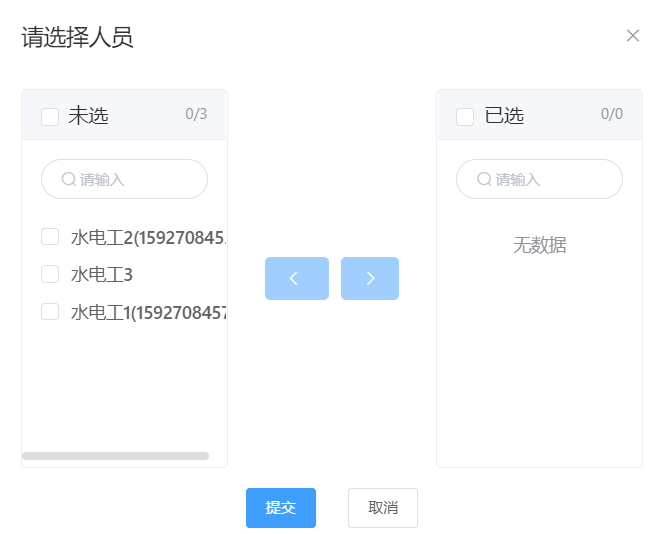 请选择人员
未选 0/3
请输入
水电工2(159270845
水电工3
水电工1(1592708457
已选 0/0
请输入
无数据
提交 取消